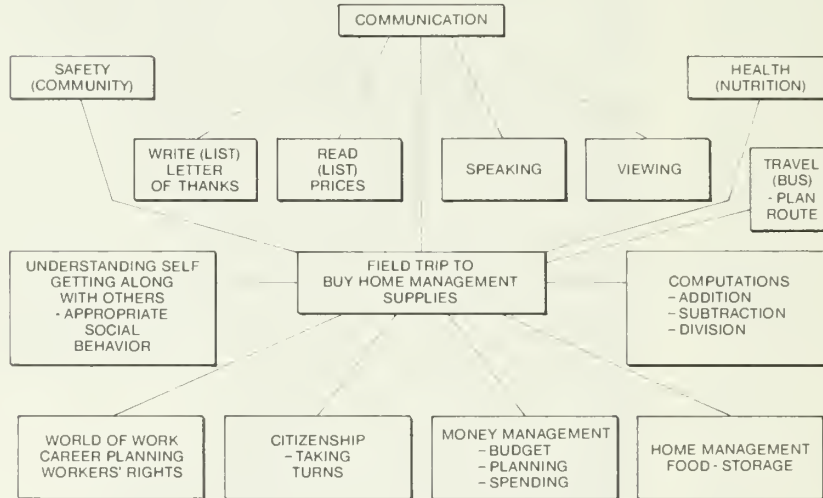 COMMUNICATION
SAFETY
(COMMUNITY)
HEALTH
(NUTRITION)
WRITE (LIST)
LETTER
OF THANKS
READ
(LIST)
PRICES
SPEAKING
VIEWING
TRAVEL
(BUS)
- PLAN
ROUTE
UNDERSTANDING SELF
GETTING ALONG
WITH OTHERS
- APPROPRIATE
SOCIAL
BEHAVIOR
FIELD TRIP TO
BUY HOME MANAGEMENT
SUPPLIES
COMPUTATIONS
– ADDITION
– SUBTRACTION
– DIVISION
WORLD OF WORK
CAREER PLANNING
WORKERS' RIGHTS
CITIZENSHIP
– TAKING
TURNS
MONEY MANAGEMENT
– BUDGET
– PLANNING
– SPENDING
HOME MANAGEMENT
FOOD - STORAGE